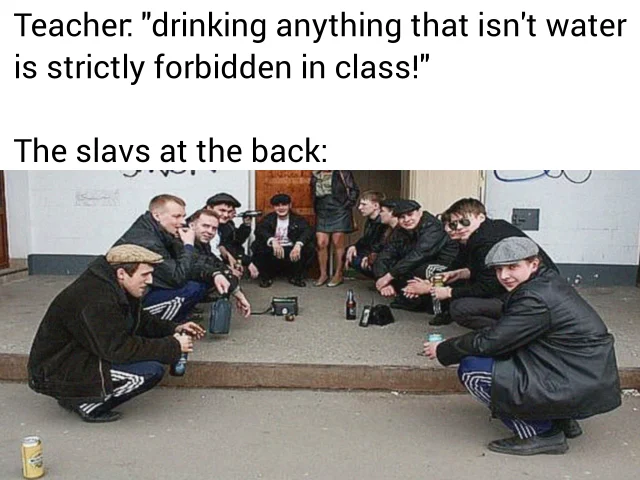 Teacher: "drinking anything that isn't water
is strictly forbidden in class!"
The slavs at the back: